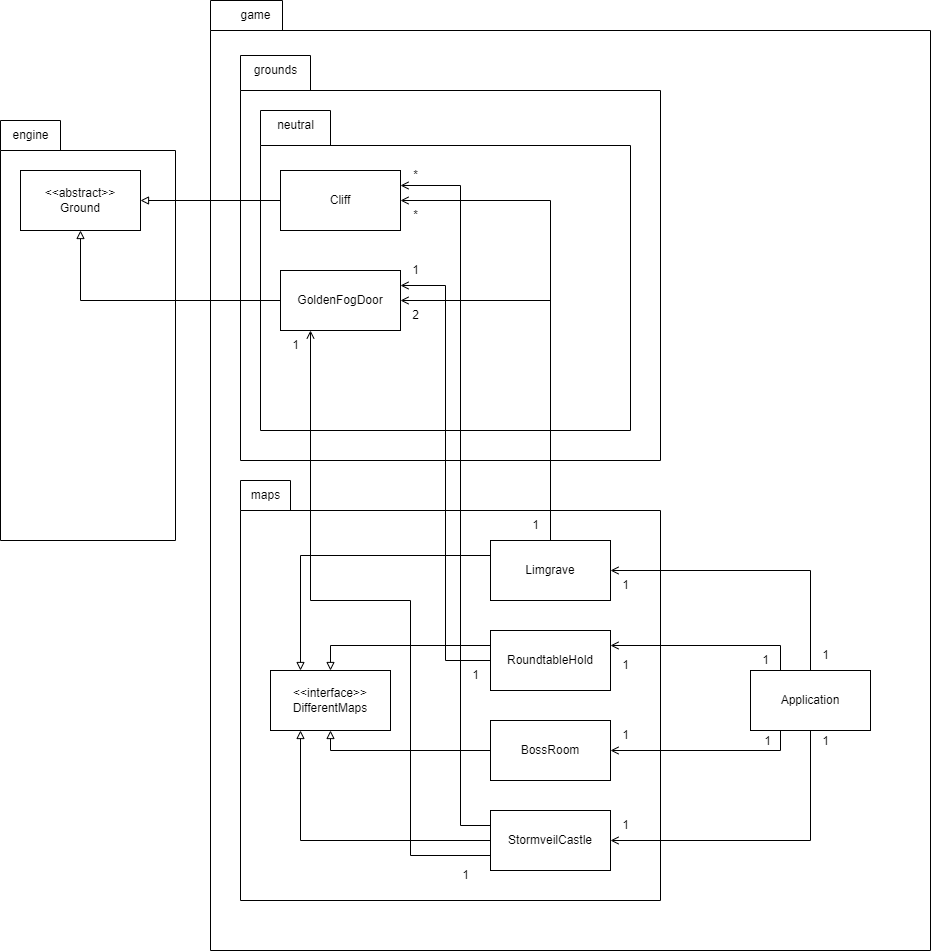 game
grounds
neutral
engine
<<abstract>>
Ground
Cliff
*
*
GoldenFogDoor
1
2
1
maps
1
Limgrave
1
RoundtableHold
1
1
<<interface>>
DifferentMaps
BossRoom
1
StormveilCastle
1
1
Application
1
1
1
1